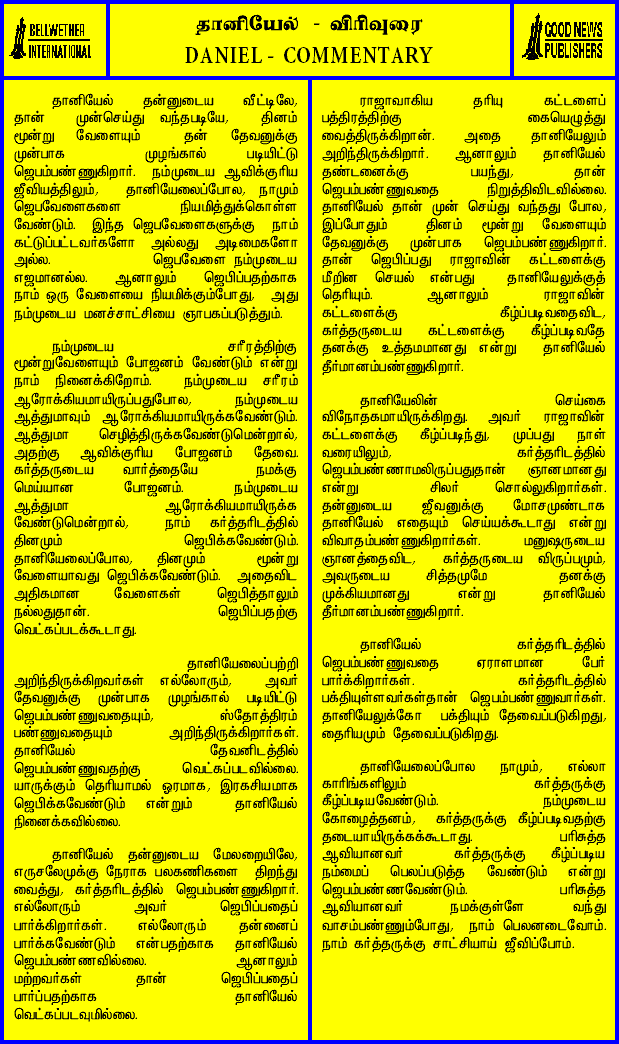 BELLWETHER
INTERNATIONAL
தானியேல் - விரிவுரை
DANIEL - COMMENTARY
GOOD NEWS
PUBLISHERS
தானியேல் தன்னுடைய வீட்டிலே,
தான் முன்செய்து வந்தபடியே, தினம்
மூன்று வேளையும் தன் தேவனுக்கு
முன்பாக முழங்கால் படியிட்டு
ஜெபம்பண்ணுகிறார். நம்முடைய ஆவிக்குரிய
ஜீவியத்திலும், தானியேலைப்போல, நாமும்
ஜெபவேளைகளை நியமித்துக்கொள்ள
வேண்டும். இந்த ஜெபவேளைகளுக்கு நாம்
கட்டுப்பட்டவர்களோ அல்லது அடிமைகளோ
அல்ல. ஜெபவேளை நம்முடைய
எஜமானல்ல. ஆனாலும் ஜெபிப்பதற்காக
நாம் ஒரு வேளையை நியமிக்கும்போது, அது
நம்முடைய மனச்சாட்சியை ஞாபகப்படுத்தும்.
நம்முடைய சரீரத்திற்கு
மூன்றுவேளையும் போஜனம் வேண்டும் என்று
நாம் நினைக்கிறோம். நம்முடைய சரீரம்
ஆரோக்கியமாயிருப்பதுபோல, நம்முடைய
ஆத்துமாவும் ஆரோக்கியமாயிருக்கவேண்டும்.
ஆத்துமா செழித்திருக்கவேண்டுமென்றால்,
அதற்கு ஆவிக்குரிய போஜனம் தேவை.
கர்த்தருடைய வார்த்தையே நமக்கு
மெய்யான போஜனம். நம்முடைய
ஆத்துமா ஆரோக்கியமாயிருக்க
வேண்டுமென்றால், நாம் கர்த்தரிடத்தில்
தினமும் ஜெபிக்கவேண்டும்.
தானியேலைப்போல, தினமும் மூன்று
வேளையாவது ஜெபிக்கவேண்டும். அதைவிட
அதிகமான வேளைகள் ஜெபித்தாலும்
நல்லதுதான். ஜெபிப்பதற்கு
வெட்கப்படக்கூடாது.
தானியேலைப்பற்றி
அறிந்திருக்கிறவர்கள் எல்லோரும், அவர்
தேவனுக்கு முன்பாக முழங்கால் படியிட்டு
ஜெபம்பண்ணுவதையும், ஸ்தோத்திரம்
பண்ணுவதையும் அறிந்திருக்கிறார்கள்.
தானியேல் தேவனிடத்தில்
ஜெபம்பண்ணுவதற்கு வெட்கப்படவில்லை.
யாருக்கும் தெரியாமல் ஓரமாக, இரகசியமாக
ஜெபிக்கவேண்டும் என்றும் தானியேல்
நினைக்கவில்லை.
தானியேல் தன்னுடைய மேலறையிலே,
எருசலேமுக்கு நேராக பலகணிகளை திறந்து
வைத்து, கர்த்தரிடத்தில் ஜெபம்பண்ணுகிறார்.
எல்லோரும் அவர் ஜெபிப்பதைப்
பார்க்கிறார்கள். எல்லோரும் தன்னைப்
பார்க்கவேண்டும் என்பதற்காக தானியேல்
ஜெபம்பண்ணவில்லை. ஆனாலும்
மற்றவர்கள் தான் ஜெபிப்பதைப்
பார்ப்பதற்காக தானியேல்
வெட்கப்படவுமில்லை.
ராஜாவாகிய தரியு கட்டளைப்
பத்திரத்திற்கு கையெழுத்து
வைத்திருக்கிறான். அதை தானியேலும்
அறிந்திருக்கிறார். ஆனாலும் தானியேல்
தண்டனைக்கு பயந்து, தான்
ஜெபம்பண்ணுவதை நிறுத்திவிடவில்லை.
தானியேல் தான் முன் செய்து வந்தது போல,
இப்போதும் தினம் மூன்று வேளையும்
தேவனுக்கு முன்பாக ஜெபம்பண்ணுகிறார்.
தான் ஜெபிப்பது ராஜாவின் கட்டளைக்கு
மீறின செயல் என்பது தானியேலுக்குத்
தெரியும். ஆனாலும் ராஜாவின்
கட்டளைக்கு கீழ்ப்படிவதைவிட,
கர்த்தருடைய கட்டளைக்கு கீழ்ப்படிவதே
தனக்கு உத்தமமானது என்று தானியேல்
தீர்மானம்பண்ணுகிறார்.
தானியேலின் செய்கை
விநோதகமாயிருக்கிறது. அவர் ராஜாவின்
கட்டளைக்கு கீழ்ப்படிந்து, முப்பது நாள்
வரையிலும், கர்த்தரிடத்தில்
ஜெபம்பண்ணாமலிருப்பதுதான் ஞானமானது
என்று சிலர் சொல்லுகிறார்கள்.
தன்னுடைய ஜீவனுக்கு மோசமுண்டாக
தானியேல் எதையும் செய்யக்கூடாது என்று
விவாதம்பண்ணுகிறார்கள். மனுஷருடைய
ஞானத்தைவிட, கர்த்தருடைய விருப்பமும்,
அவருடைய சித்தமுமே தனக்கு
முக்கியமானது என்று தானியேல்
தீர்மானம்பண்ணுகிறார்.
தானியேல் கர்த்தரிடத்தில்
ஜெபம்பண்ணுவதை ஏராளமான பேர்
பார்க்கிறார்கள். கர்த்தரிடத்தில்
பக்தியுள்ளவர்கள்தான் ஜெபம்பண்ணுவார்கள்.
தானியேலுக்கோ பக்தியும் தேவைப்படுகிறது,
தைரியமும் தேவைப்படுகிறது.
தானியேலைப்போல நாமும், எல்லா
காரிங்களிலும் கர்த்தருக்கு
கீழ்ப்படியவேண்டும். நம்முடைய
கோழைத்தனம், கர்த்தருக்கு கீழ்ப்படிவதற்கு
தடையாயிருக்கக்கூடாது. பரிசுத்த
ஆவியானவர் கர்த்தருக்கு கீழ்ப்படிய
நம்மைப் பெலப்படுத்த வேண்டும் என்று
ஜெபம்பண்ணவேண்டும். பரிசுத்த
ஆவியானவர் நமக்குள்ளே வந்து
வாசம்பண்ணும்போது, நாம் பெலனடைவோம்.
நாம் கர்த்தருக்கு சாட்சியாய் ஜீவிப்போம்.